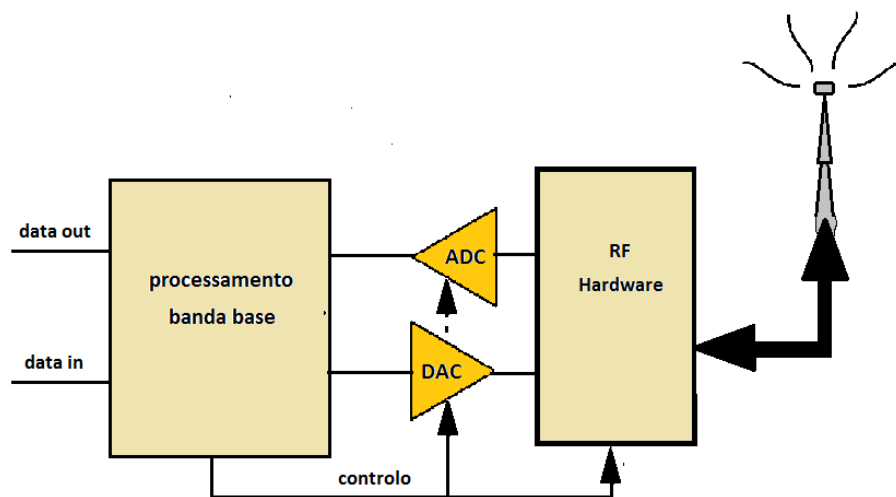 data out
data in
processamento
banda base
ADC
DAC
RF
Hardware
controlo